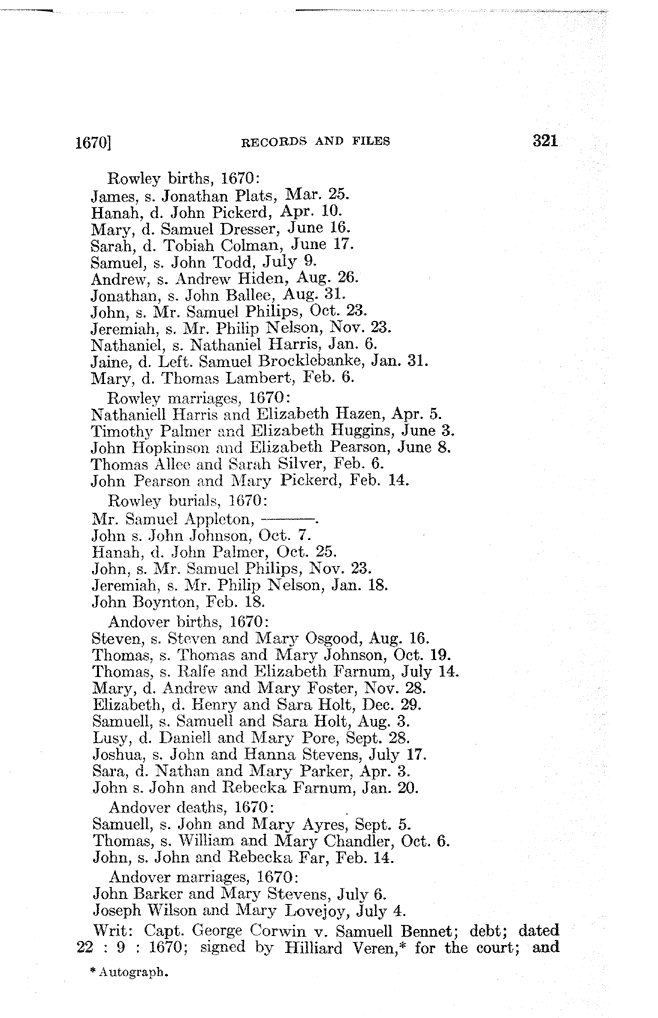 1670] RECORDS AND FILES 321
Rowley births, 1670:
James, s. Jonathan Plats, Mar. 25.
Hanah, d. John Pickerd, Apr. 10.
Mary, d. Samuel Dresser, June 16.
Sarah, d. Tobiah Colman, June 17.
Samuel, s. John Todd, July 9.
Andrew, s. Andrew Hiden, Aug. 26.
Jonathan, s. John Ballee, Aug. 31.
John, s. Mr. Samuel Philips, Oct. 23.
Jeremiah, s. Mr. Philip Nelson, Nov. 23.
Nathaniel, s. Nathaniel Harris, Jan. 6.
Jaine, d. Left. Samuel Brocklebanke, Jan. 31.
Mary, d. Thomas Lambert, Feb. 6.
Rowley marriages, 1670:
Nathaniell Harris and Elizabeth Hazen, Apr. 5.
Timothy Palmer and Elizabeth Huggins, June 3.
John Hopkinson and Elizabeth Pearson, June 8.
Thomas Allee and Sarah Silver, Feb. 6.
John Pearson and Mary Pickerd, Feb. 14.
Rowley burials, 1670:
Mr. Samuel Appleton, ———.
John s. John Johnson, Oct. 7.
Hanah, d. John Palmer, Oct. 25.
John, s. Mr. Samuel Philips, Nov. 23.
Jeremiah, s. Mr. Philip Nelson, Jan. 18.
John Boynton, Feb. 18.
Andover births, 1670:
Steven, s. Steven and Mary Osgood, Aug. 16.
Thomas, s. Thomas and Mary Johnson, Oct. 19.
Thomas, s. Ralfe and Elizabeth Farnum, July 14.
Mary, d. Andrew and Mary Foster, Nov. 28.
Elizabeth, d. Henry and Sara Holt, Dec. 29.
Samuell, s. Samuell and Sara Holt, Aug. 3.
Lusy, d. Daniell and Mary Pore, Sept. 28.
Joshua, s. John and Hanna Stevens, July 17.
Sara, d. Nathan and Mary Parker, Apr. 3.
John s. John and Rebecka Farnum, Jan. 20.
Andover deaths, 1670:
Samuell, s. John and Mary Ayres, Sept. 5.
Thomas, s. William and Mary Chandler, Oct. 6.
John, s. John and Rebecka Far, Feb. 14.
Andover marriages, 1670:
John Barker and Mary Stevens, July 6.
Joseph Wilson and Mary Lovejoy, July 4.
Writ: Capt. George Corwin v. Samuell Bennet; debt; dated
22 : 9 : 1670; signed by Hilliard Veren,* for the court; and
* Autograph.